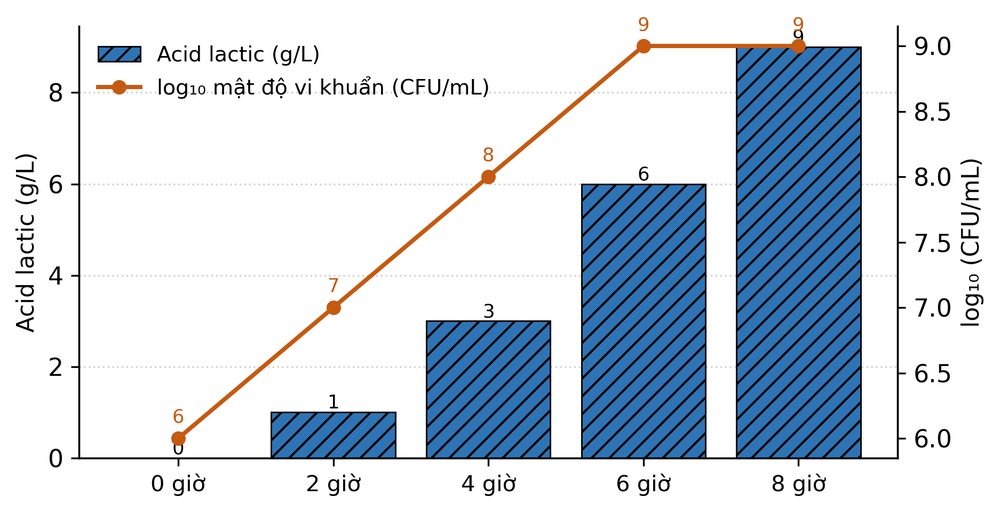 Acid lactic (g/L)
log₁₀ mật độ vi khuẩn (CFU/mL)
Acid lactic (g/L)
8
6
4
2
0
9.0
8.5
8.0
7.5
7.0
6.5
6.0
log₁₀ (CFU/mL)
6
7
8
9
9
0
1
3
6
9
0 giờ
2 giờ
4 giờ
6 giờ
8 giờ